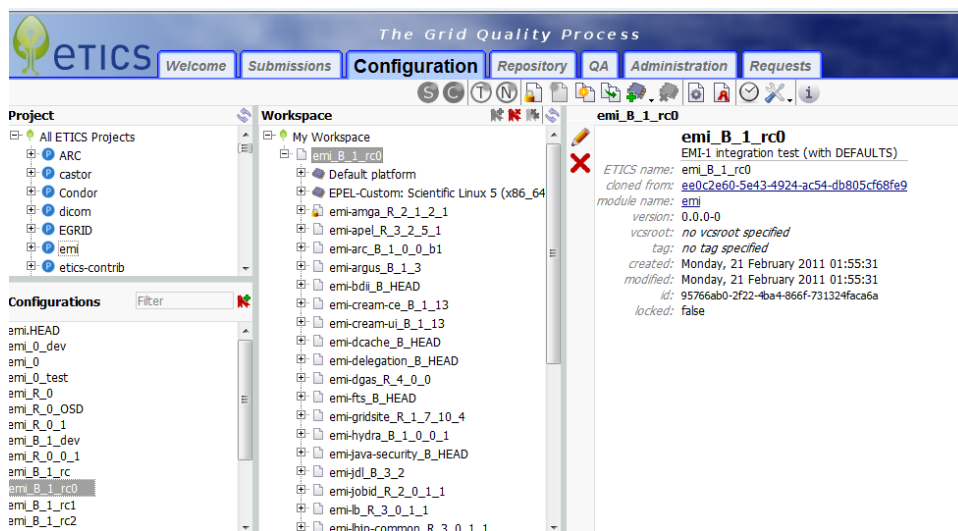 The Grid Quality Process
etics
Welcome Submissions Configuration Repository QA Administration Requests
S C T N
Project
All ETICS Projects
ARC
castor
Condor
dicom
EGRID
emi
etics-contrib
Configurations Filter
emi.HEAD
emi_0_dev
emi_0
emi_0_test
emi_R_0
emi_R_0_OSD
emi_R_0_1
emi_B_1_dev
emi_R_0_0_1
emi_B_1_rc
emi_B_1_rc0
emi_B_1_rc1
emi_B_1_rc2
Workspace
My Workspace
emi_B_1_rc0
Default platform
EPEL-Custom: Scientific Linux 5 (x86_64
emi-amga_R_2_1_2_1
emi-apel_R_3_2_5_1
emi-arc_B_1_0_0_b1
emi-argus_B_1_3
emi-bdii_B_HEAD
emi-cream-ce_B_1_13
emi-cream-ui_B_1_13
emi-dcache_B_HEAD
emi-delegation_B_HEAD
emi-dgas_R_4_0_0
emi-fts_B_HEAD
emi-gridsite_R_1_7_10_4
emi-hydra_B_1_0_0_1
emi-java-security_B_HEAD
emi-jdl_B_3_2
emi-jobid_R_2_0_1_1
emi-lb_R_3_0_1_1
emi-lbjp-common_R_3_0_1_1
emi_B_1_rc0
emi_B_1_rc0
EMI-1 integration test (with DEFAULTS)
ETICS name: emi_B_1_rc0
cloned from: ee0c2e60-5e43-4924-ac54-db805cf68fe9
module name: emi
version: 0.0.0-0
vcsroot: no vcsroot specified
tag: no tag specified
created: Monday, 21 February 2011 01:55:31
modified: Monday, 21 February 2011 01:55:31
id: 95766ab0-2f22-4ba4-866f-731324faca6a
locked: false